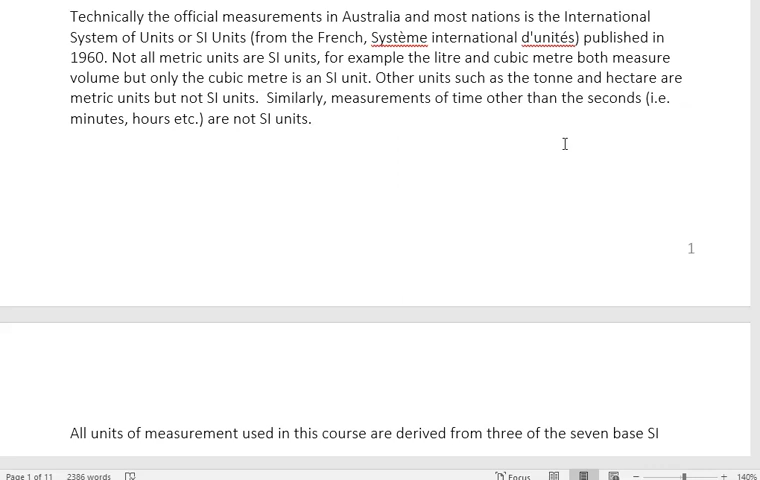 Technically the official measurements in Australia and most nations is the International
System of Units or SI Units (from the French, Système international d'unités) published in
1960. Not all metric units are SI units, for example the litre and cubic metre both measure
volume but only the cubic metre is an SI unit. Other units such as the tonne and hectare are
metric units but not SI units.  Similarly, measurements of time other than the seconds (i.e.
minutes, hours etc.) are not SI units.
1
All units of measurement used in this course are derived from three of the seven base SI
Page 1 of 11 2386 words Focus 140%